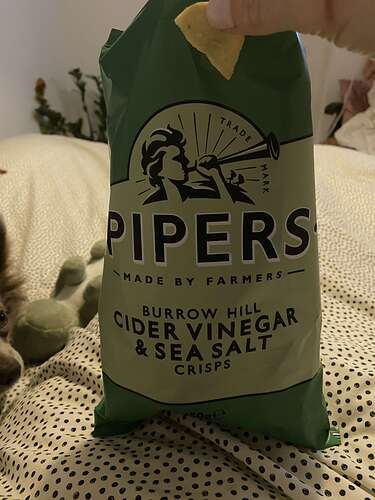 TRADE MARK
PIPERS
MADE BY FARMERS
BURROW HILL
CIDER VINEGAR
& SEA SALT
CRISPS